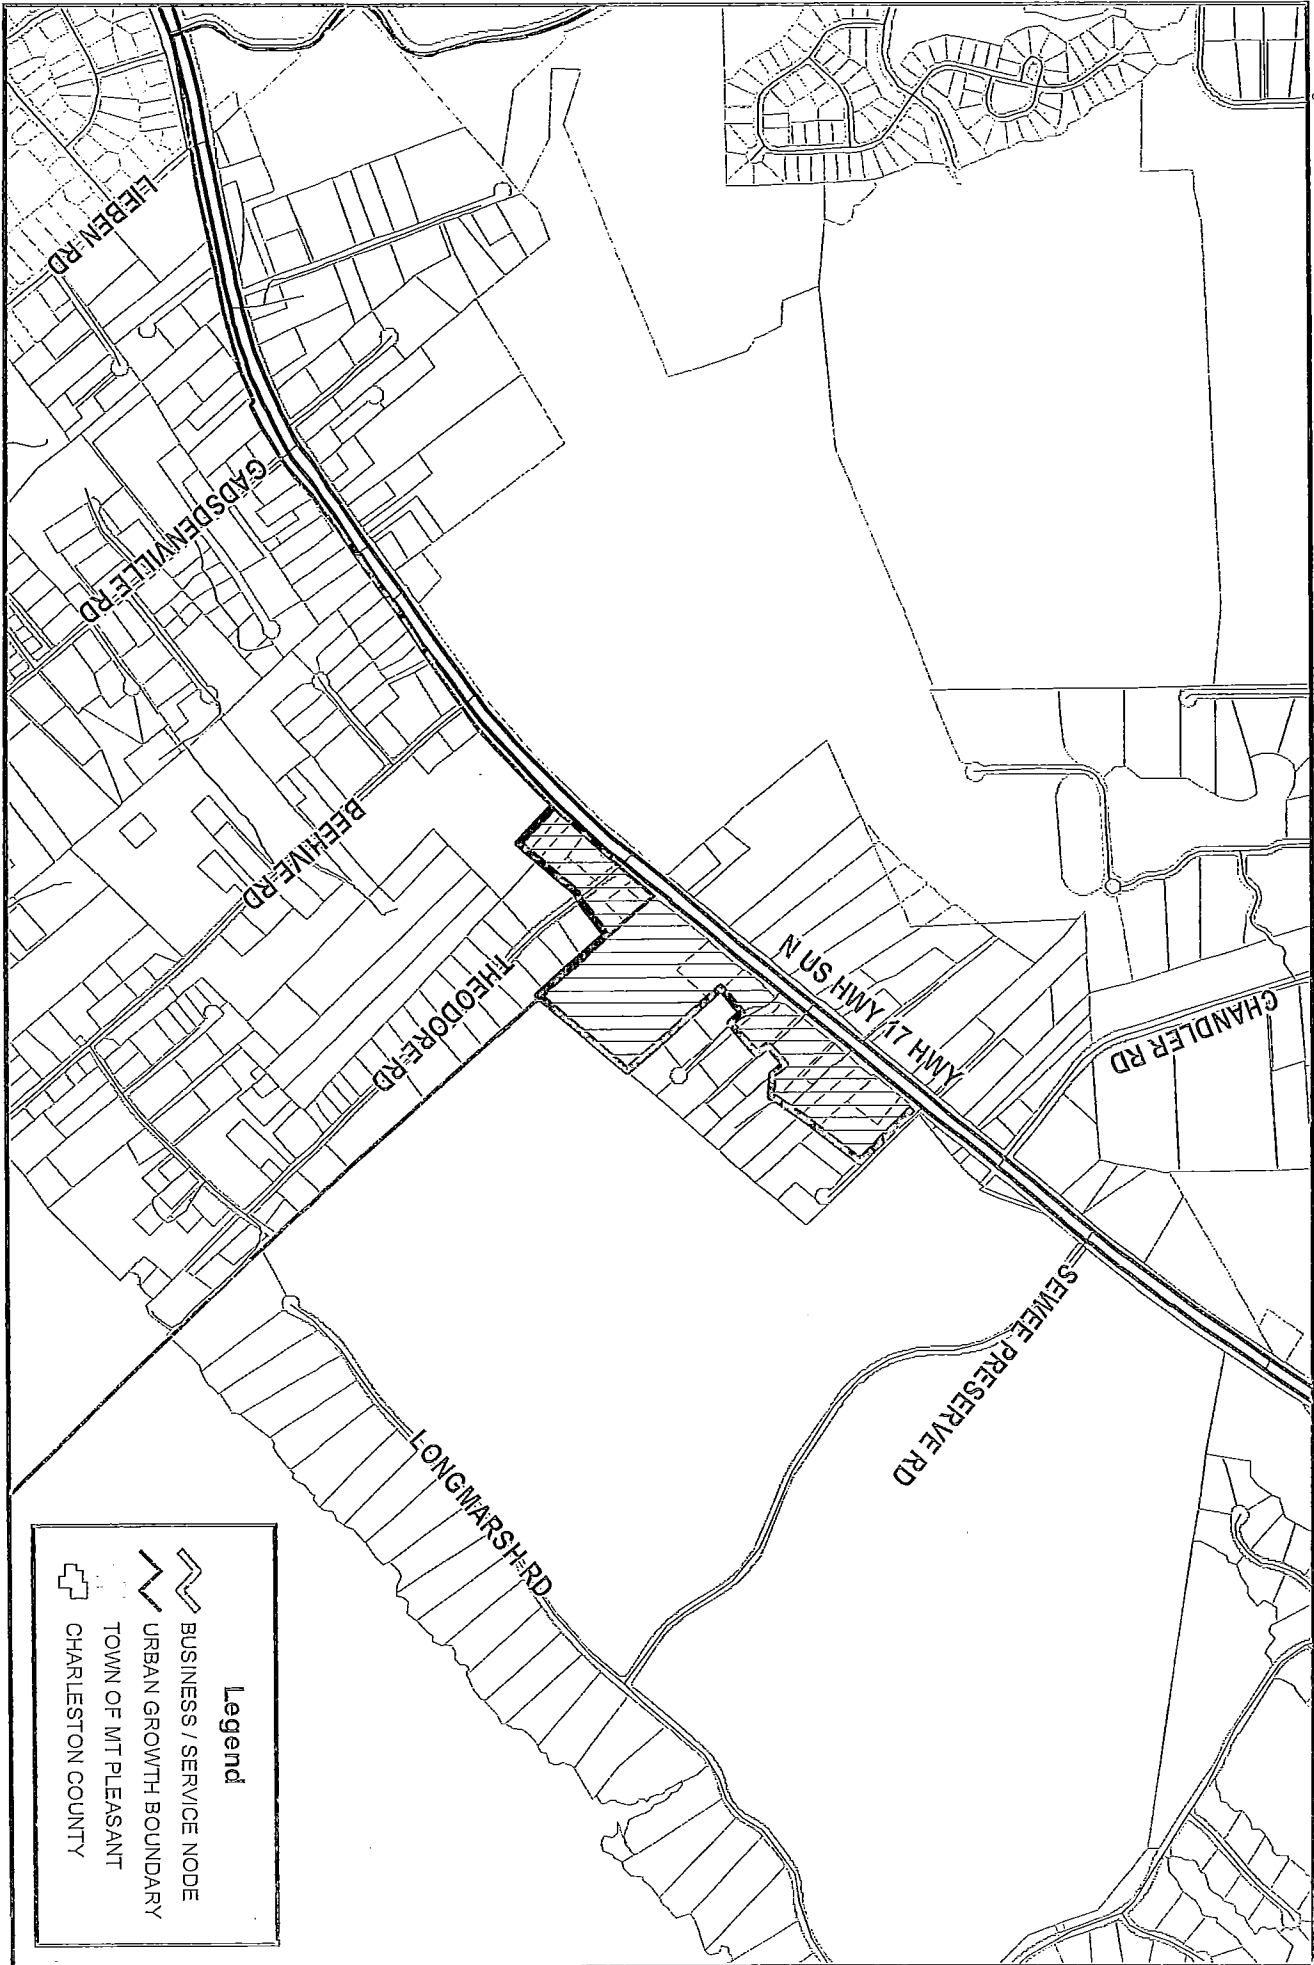 LIEBEN RD
GADSDENVILLE RD
BEEHIVE RD
THEODORE RD
N US HWY 17 HWY
CHANDLER RD
SEWEE PRESERVE RD
LONGMARSH RD
Legend
BUSINESS / SERVICE NODE
URBAN GROWTH BOUNDARY
TOWN OF MT PLEASANT
CHARLESTON COUNTY